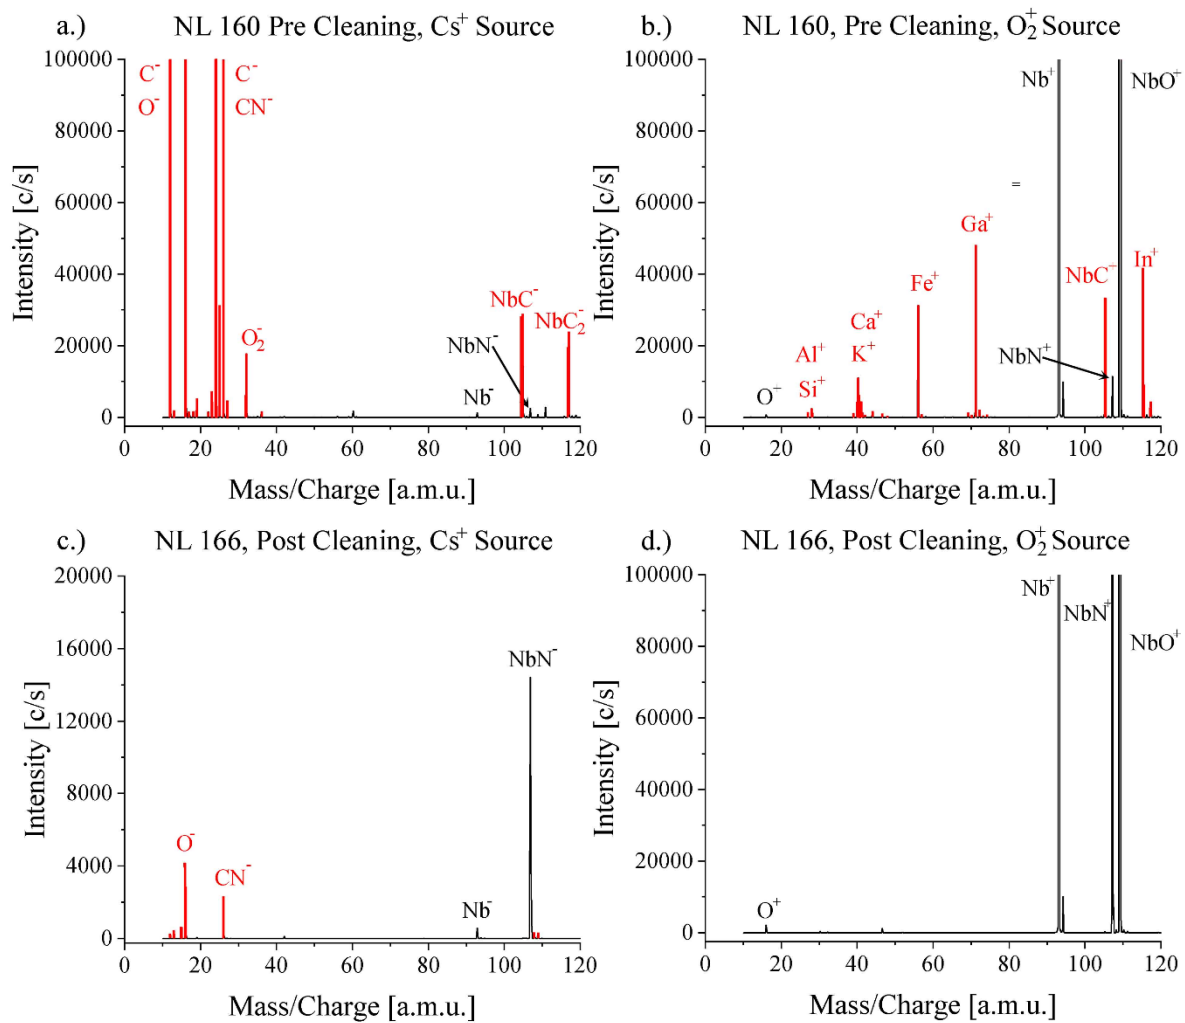 a.) NL 160 Pre Cleaning, Cs⁺ Source
100000
80000
60000
40000
20000
0
Intensity [c/s]
C⁻
O⁻
C⁻
CN⁻
O₂⁻
Nb⁻
NbN⁻
NbC⁻
NbC₂⁻
0 20 40 60 80 100 120
Mass/Charge [a.m.u.]
b.) NL 160, Pre Cleaning, O₂⁺ Source
100000
80000
60000
40000
20000
0
Intensity [c/s]
O⁺
Al⁺
Si⁺
Ca⁺
K⁺
Fe⁺
Ga⁺
=
Nb⁺
NbN⁺
NbC⁺
NbO⁺
In⁺
0 20 40 60 80 100 120
Mass/Charge [a.m.u.]
c.) NL 166, Post Cleaning, Cs⁺ Source
20000
16000
12000
8000
4000
0
Intensity [c/s]
O⁻
CN⁻
Nb⁻
NbN⁻
0 20 40 60 80 100 120
Mass/Charge [a.m.u.]
d.) NL 166, Post Cleaning, O₂⁺ Source
100000
80000
60000
40000
20000
0
Intensity [c/s]
O⁺
Nb⁺
NbN⁺
NbO⁺
0 20 40 60 80 100 120
Mass/Charge [a.m.u.]